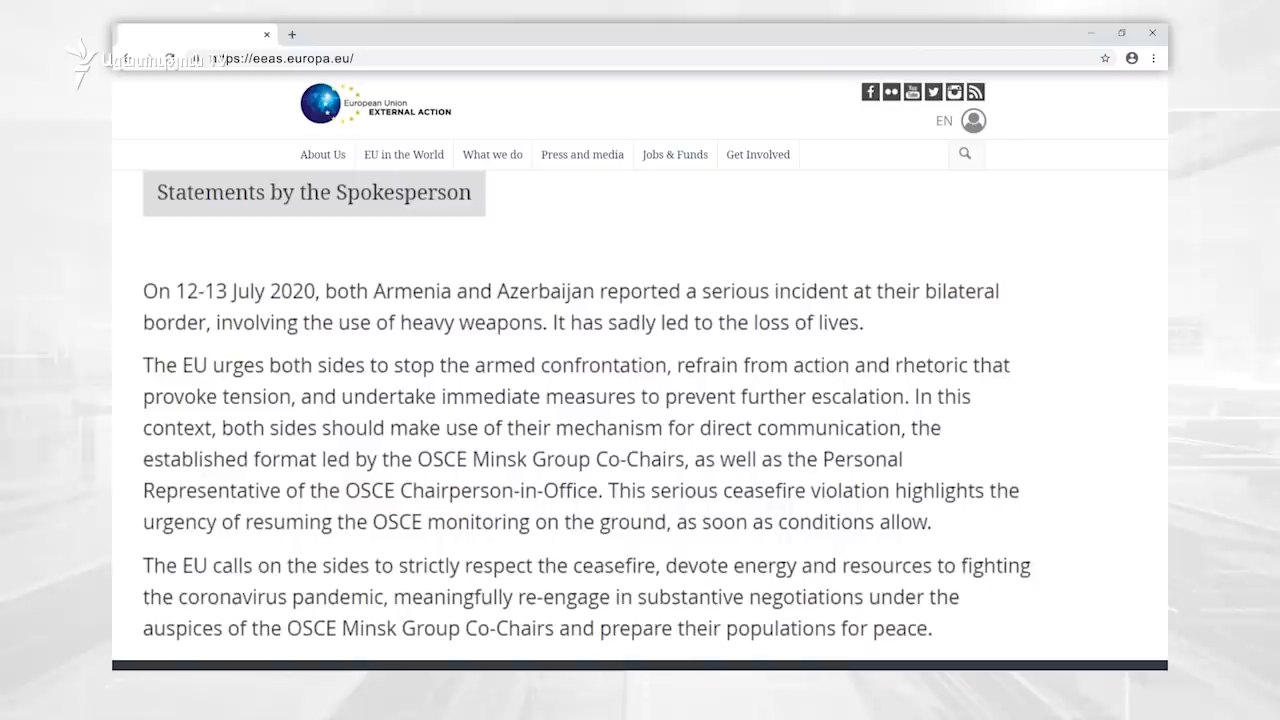 Ազատություն TV
https://eeas.europa.eu/
European Union
EXTERNAL ACTION
EN
About Us
EU in the World
What we do
Press and media
Jobs & Funds
Get Involved
Statements by the Spokesperson
On 12-13 July 2020, both Armenia and Azerbaijan reported a serious incident at their bilateral
border, involving the use of heavy weapons. It has sadly led to the loss of lives.
The EU urges both sides to stop the armed confrontation, refrain from action and rhetoric that
provoke tension, and undertake immediate measures to prevent further escalation. In this
context, both sides should make use of their mechanism for direct communication, the
established format led by the OSCE Minsk Group Co-Chairs, as well as the Personal
Representative of the OSCE Chairperson-in-Office. This serious ceasefire violation highlights the
urgency of resuming the OSCE monitoring on the ground, as soon as conditions allow.
The EU calls on the sides to strictly respect the ceasefire, devote energy and resources to fighting
the coronavirus pandemic, meaningfully re-engage in substantive negotiations under the
auspices of the OSCE Minsk Group Co-Chairs and prepare their populations for peace.